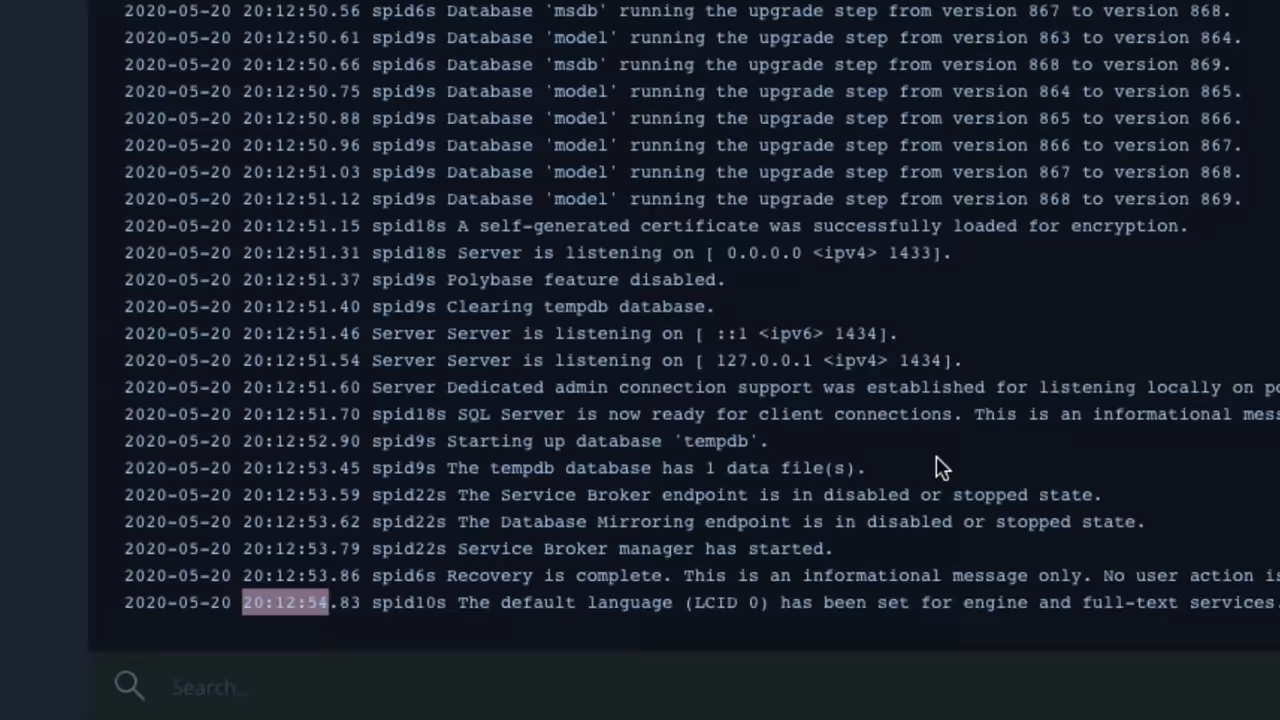 2020-05-20 20:12:50.56 spid6s Database 'msdb' running the upgrade step from version 867 to version 868.
2020-05-20 20:12:50.61 spid9s Database 'model' running the upgrade step from version 863 to version 864.
2020-05-20 20:12:50.66 spid6s Database 'msdb' running the upgrade step from version 868 to version 869.
2020-05-20 20:12:50.75 spid9s Database 'model' running the upgrade step from version 864 to version 865.
2020-05-20 20:12:50.88 spid9s Database 'model' running the upgrade step from version 865 to version 866.
2020-05-20 20:12:50.96 spid9s Database 'model' running the upgrade step from version 866 to version 867.
2020-05-20 20:12:51.03 spid9s Database 'model' running the upgrade step from version 867 to version 868.
2020-05-20 20:12:51.12 spid9s Database 'model' running the upgrade step from version 868 to version 869.
2020-05-20 20:12:51.15 spid18s A self-generated certificate was successfully loaded for encryption.
2020-05-20 20:12:51.31 spid18s Server is listening on [ 0.0.0.0 <ipv4> 1433].
2020-05-20 20:12:51.37 spid9s Polybase feature disabled.
2020-05-20 20:12:51.40 spid9s Clearing tempdb database.
2020-05-20 20:12:51.46 Server Server is listening on [ ::1 <ipv6> 1434].
2020-05-20 20:12:51.54 Server Server is listening on [ 127.0.0.1 <ipv4> 1434].
2020-05-20 20:12:51.60 Server Dedicated admin connection support was established for listening locally on po
2020-05-20 20:12:51.70 spid18s SQL Server is now ready for client connections. This is an informational mess
2020-05-20 20:12:52.90 spid9s Starting up database 'tempdb'.
2020-05-20 20:12:53.45 spid9s The tempdb database has 1 data file(s).
2020-05-20 20:12:53.59 spid22s The Service Broker endpoint is in disabled or stopped state.
2020-05-20 20:12:53.62 spid22s The Database Mirroring endpoint is in disabled or stopped state.
2020-05-20 20:12:53.79 spid22s Service Broker manager has started.
2020-05-20 20:12:53.86 spid6s Recovery is complete. This is an informational message only. No user action is
2020-05-20 20:12:54.83 spid10s The default language (LCID 0) has been set for engine and full-text services.
Search...